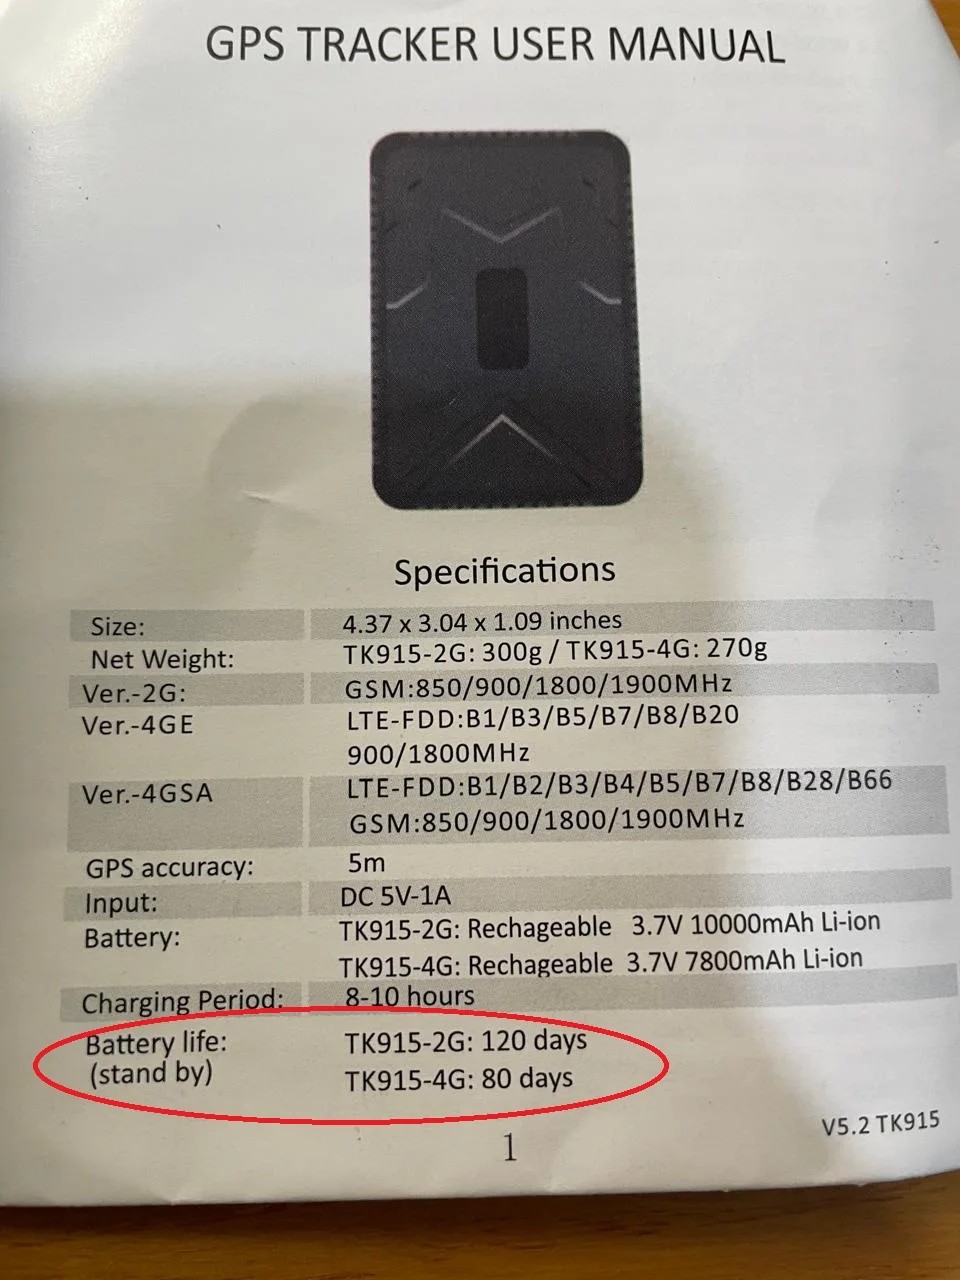 GPS TRACKER USER MANUAL
Specifications
Size: 4.37 x 3.04 x 1.09 inches
Net Weight: TK915-2G: 300g / TK915-4G: 270g
Ver.-2G: GSM:850/900/1800/1900MHz
Ver.-4GE LTE-FDD:B1/B3/B5/B7/B8/B20
900/1800MHz
Ver.-4GSA LTE-FDD:B1/B2/B3/B4/B5/B7/B8/B28/B66
GSM:850/900/1800/1900MHz
GPS accuracy: 5m
Input: DC 5V-1A
Battery: TK915-2G: Rechageable 3.7V 10000mAh Li-ion
TK915-4G: Rechageable 3.7V 7800mAh Li-ion
Charging Period: 8-10 hours
Battery life: TK915-2G: 120 days
(stand by) TK915-4G: 80 days
V5.2 TK915
1